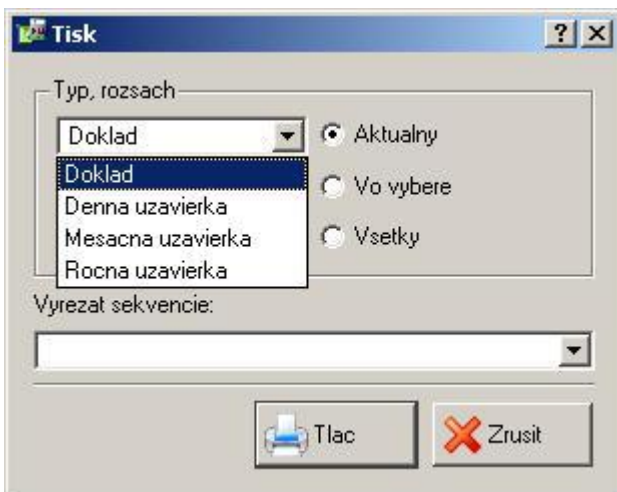 Tisk
Typ, rozsach
Doklad
Aktualny
Doklad
Denna uzavierka
Vo vybere
Mesacna uzavierka
Vsetky
Rocna uzavierka
Vyrezat sekvencie:
Tlac
Zrusit